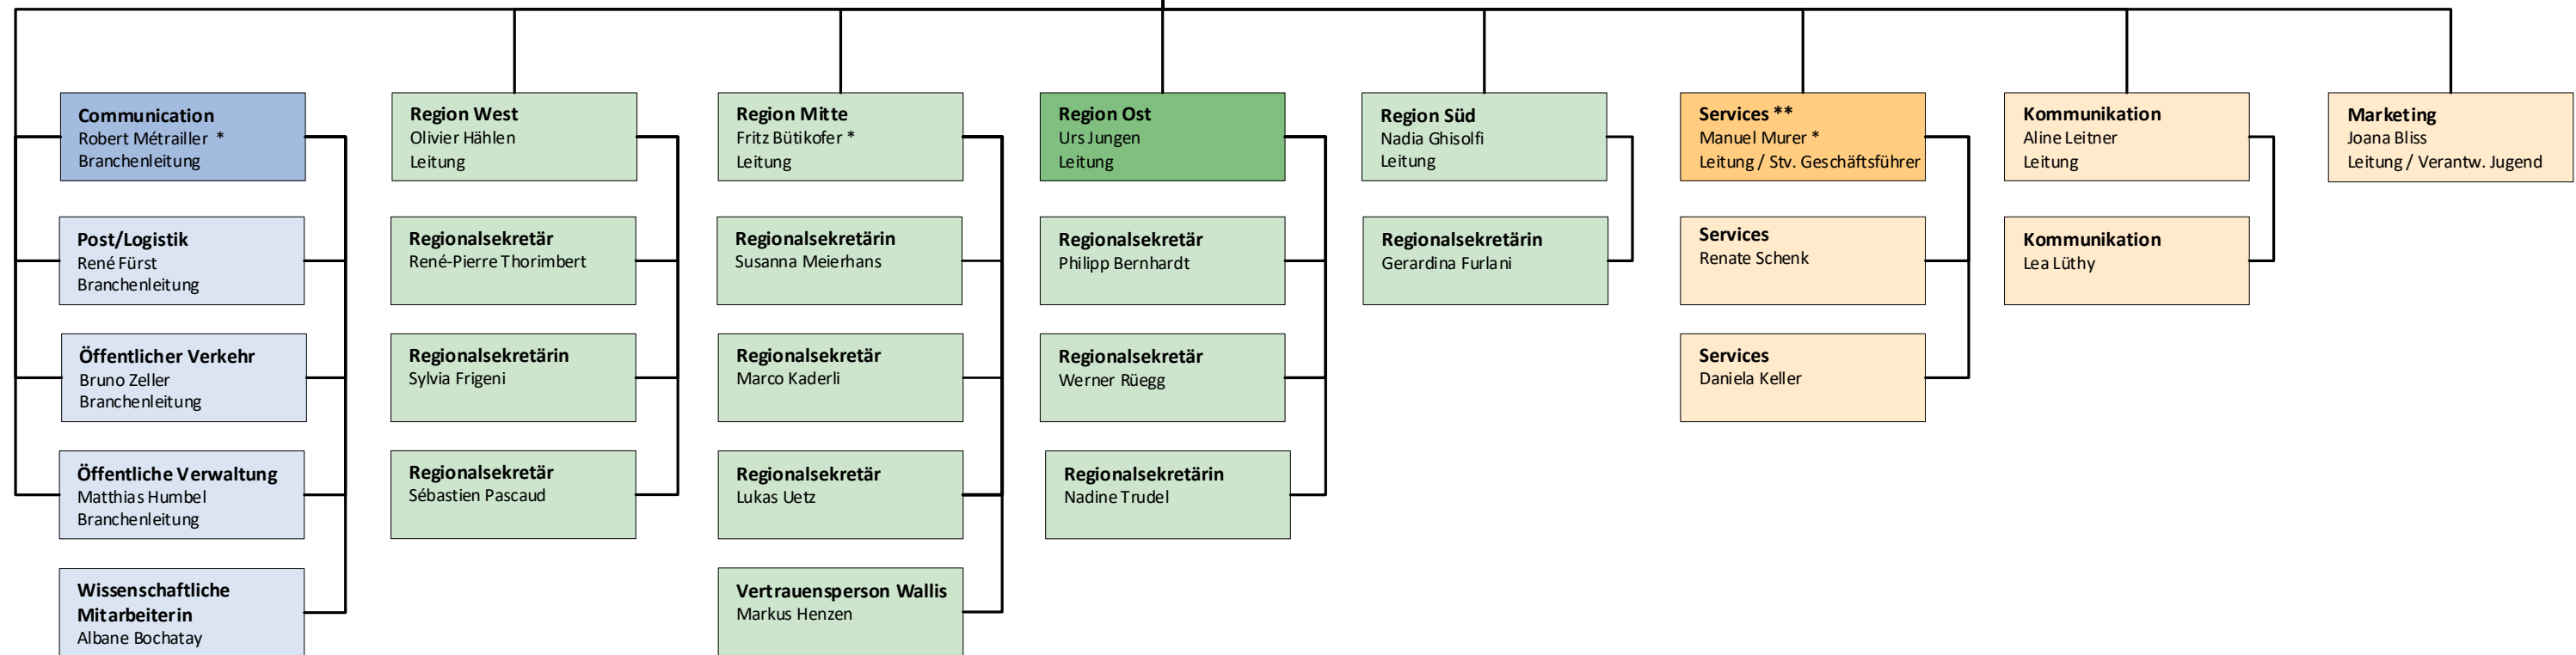 Communication
Robert Métrailler *
Branchenleitung
Post/Logistik
René Fürst
Branchenleitung
Öffentlicher Verkehr
Bruno Zeller
Branchenleitung
Öffentliche Verwaltung
Matthias Humbel
Branchenleitung
Wissenschaftliche
Mitarbeiterin
Albane Bochatay
Region West
Olivier Hählen
Leitung
Regionalsekretär
René-Pierre Thorimbert
Regionalsekretärin
Sylvia Frigeni
Regionalsekretär
Sébastien Pascaud
Region Mitte
Fritz Bütikofer *
Leitung
Regionalsekretärin
Susanna Meierhans
Regionalsekretär
Marco Kaderli
Regionalsekretär
Lukas Uetz
Vertrauensperson Wallis
Markus Henzen
Region Ost
Urs Jungen
Leitung
Regionalsekretär
Philipp Bernhardt
Regionalsekretär
Werner Rüegg
Regionalsekretärin
Nadine Trudel
Region Süd
Nadia Ghisolfi
Leitung
Regionalsekretärin
Gerardina Furlani
Services **
Manuel Murer *
Leitung / Stv. Geschäftsführer
Services
Renate Schenk
Services
Daniela Keller
Kommunikation
Aline Leitner
Leitung
Kommunikation
Lea Lüthy
Marketing
Joana Bliss
Leitung / Verantw. Jugend